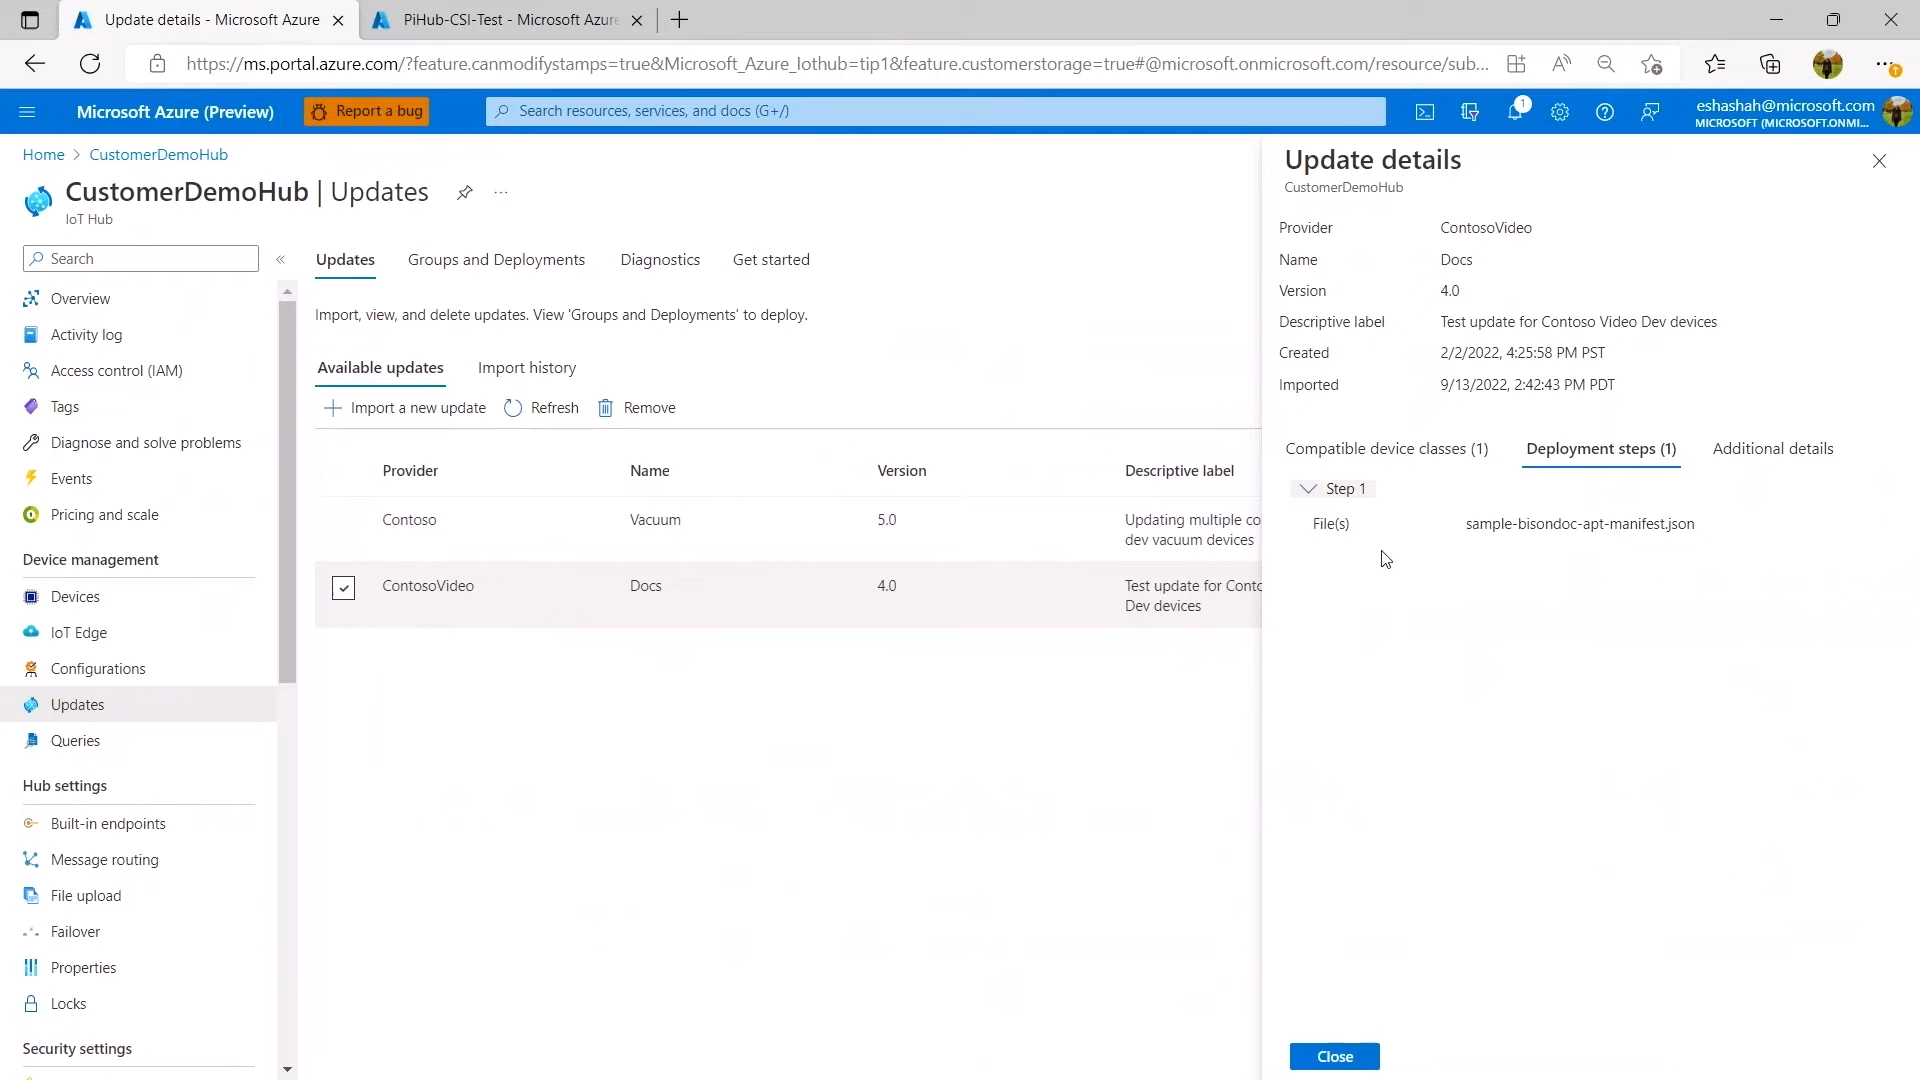 Update details - Microsoft Azure
PiHub-CSI-Test - Microsoft Azure
https://ms.portal.azure.com/?feature.canmodifystamps=true&Microsoft_Azure_Iothub=tip1&feature.customerstorage=true#@microsoft.onmicrosoft.com/resource/sub...
Microsoft Azure (Preview)
Report a bug
Search resources, services, and docs (G+/)
1
eshashah@microsoft.com
MICROSOFT (MICROSOFT.ONMI...
Home > CustomerDemoHub
CustomerDemoHub | Updates
IoT Hub
Search
Overview
Activity log
Access control (IAM)
Tags
Diagnose and solve problems
Events
Pricing and scale
Device management
Devices
IoT Edge
Configurations
Updates
Queries
Hub settings
Built-in endpoints
Message routing
File upload
Failover
Properties
Locks
Security settings
Updates
Groups and Deployments
Diagnostics
Get started
Import, view, and delete updates. View 'Groups and Deployments' to deploy.
Available updates
Import history
Import a new update
Refresh
Remove
Provider Name Version Descriptive label
Contoso Vacuum 5.0 Updating multiple co
dev vacuum devices
ContosoVideo Docs 4.0 Test update for Conto
Dev devices
Update details
CustomerDemoHub
Provider ContosoVideo
Name Docs
Version 4.0
Descriptive label Test update for Contoso Video Dev devices
Created 2/2/2022, 4:25:58 PM PST
Imported 9/13/2022, 2:42:43 PM PDT
Compatible device classes (1)
Deployment steps (1)
Additional details
Step 1
File(s) sample-bisondoc-apt-manifest.json
Close